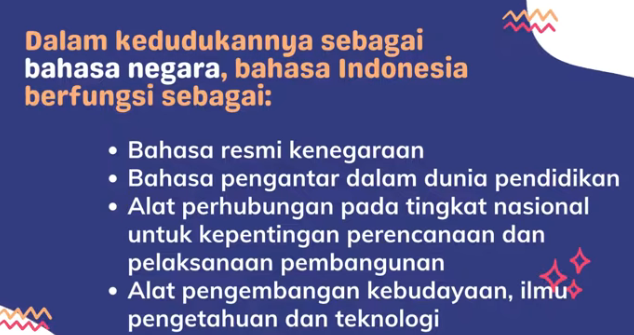 Dalam kedudukannya sebagai
bahasa negara, bahasa Indonesia
berfungsi sebagai:
• Bahasa resmi kenegaraan
• Bahasa pengantar dalam dunia pendidikan
• Alat perhubungan pada tingkat nasional
untuk kepentingan perencanaan dan
pelaksanaan pembangunan
• Alat pengembangan kebudayaan, ilmu
pengetahuan dan teknologi